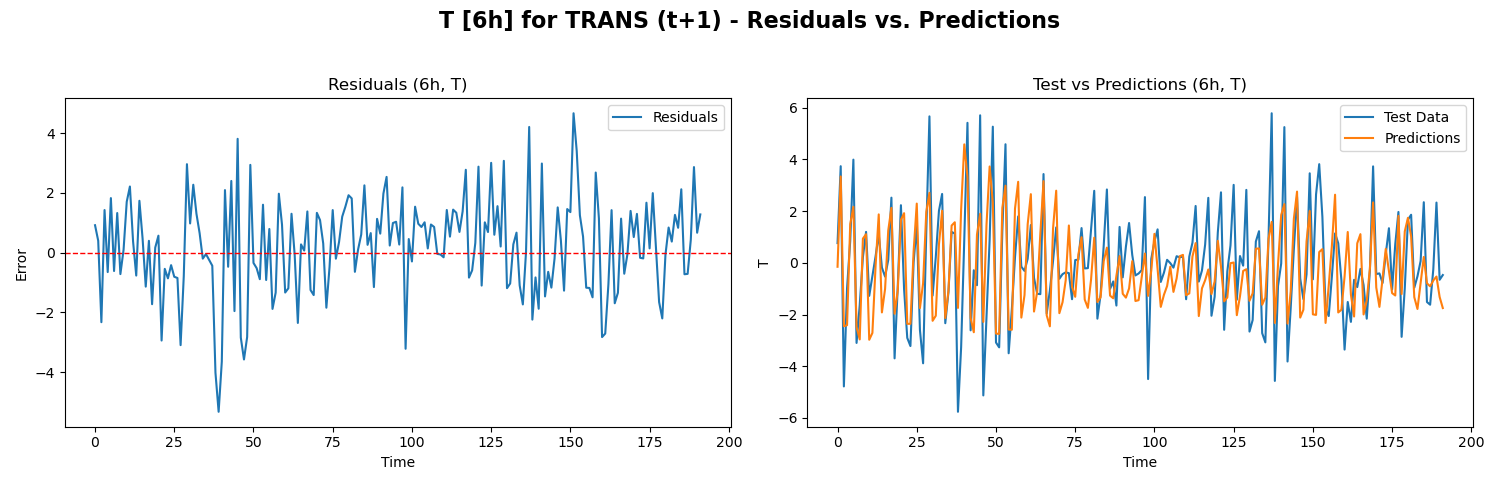 T [6h] for TRANS (t+1) - Residuals vs. Predictions
Residuals (6h, T)
Residuals
Error
4
2
0
−2
−4
0 25 50 75 100 125 150 175 200
Time
Test vs Predictions (6h, T)
Test Data
Predictions
T
6
4
2
0
−2
−4
−6
0 25 50 75 100 125 150 175 200
Time